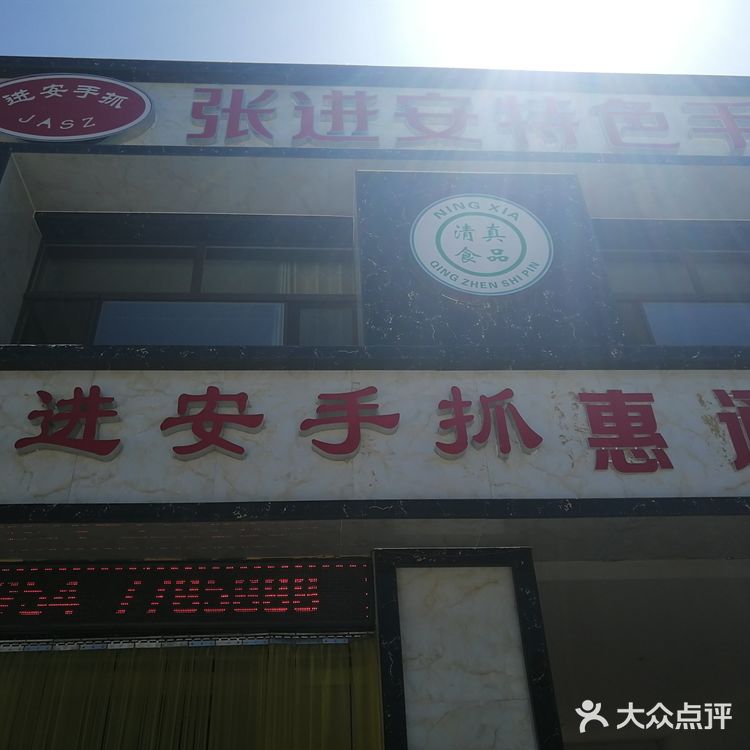 进安手抓
JASZ
张进安特色手
NING XIA
清真
食品
QING ZHEN SHI PIN
进安手抓惠
大众点评